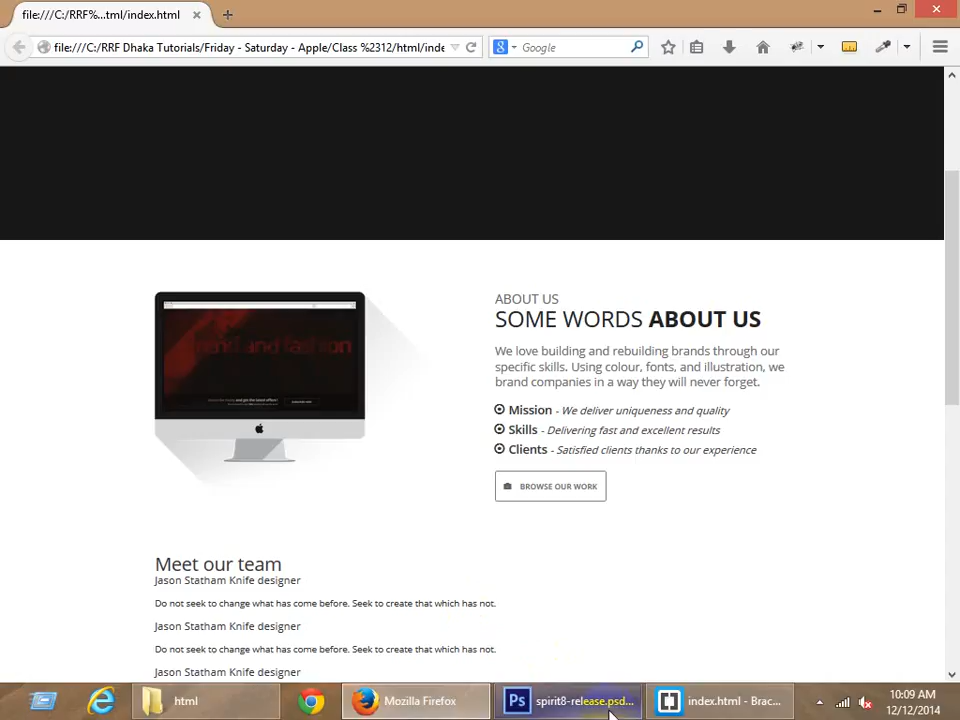 file:///C:/RRF%...tml/index.html
file:///C:/RRF Dhaka Tutorials/Friday - Saturday - Apple/Class %2312/html/inde
Google
Trend and fashion
ABOUT US
SOME WORDS ABOUT US
We love building and rebuilding brands through our
specific skills. Using colour, fonts, and illustration, we
brand companies in a way they will never forget.
Mission - We deliver uniqueness and quality
Skills - Delivering fast and excellent results
Clients - Satisfied clients thanks to our experience
BROWSE OUR WORK
Meet our team
Jason Statham Knife designer
Do not seek to change what has come before. Seek to create that which has not.
Jason Statham Knife designer
Do not seek to change what has come before. Seek to create that which has not.
Jason Statham Knife designer
html
Mozilla Firefox
Ps
spirit8-release.psd...
index.html - Brac...
10:09 AM
12/12/2014